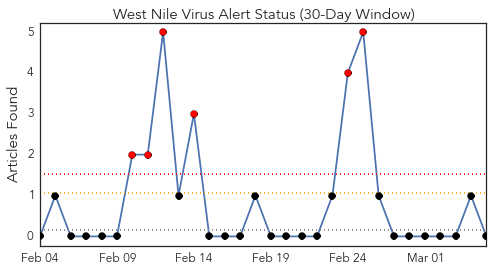 West Nile Virus Alert Status (30-Day Window)
Articles Found
5
4
3
2
1
0
Feb 04 Feb 09 Feb 14 Feb 19 Feb 24 Mar 01